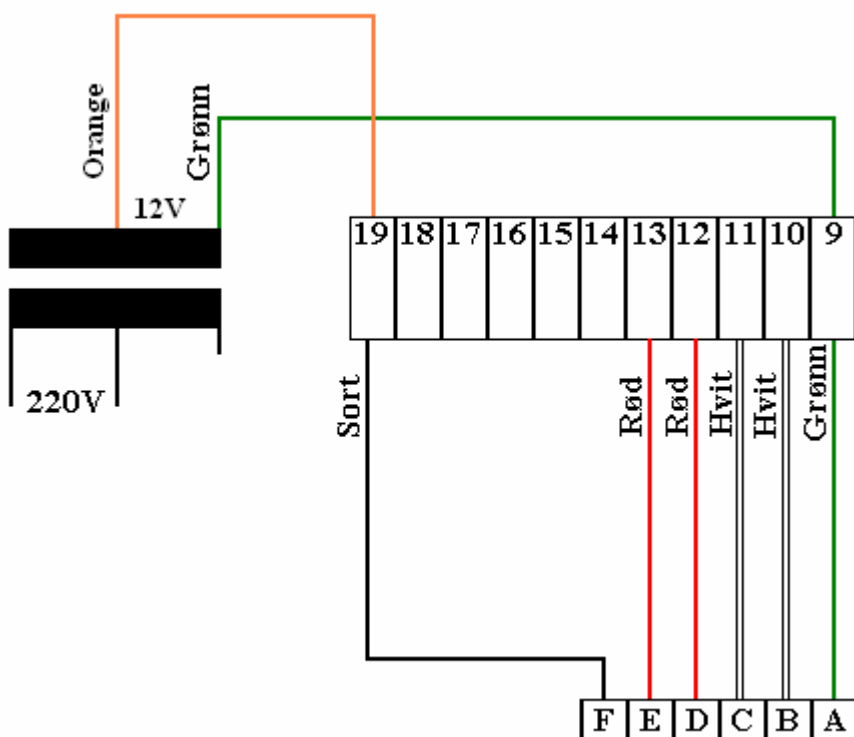 Orange
Grønn
12V
220V
19 18 17 16 15 14 13 12 11 10 9
Sort
Rød
Rød
Hvit
Hvit
Grønn
F E D C B A